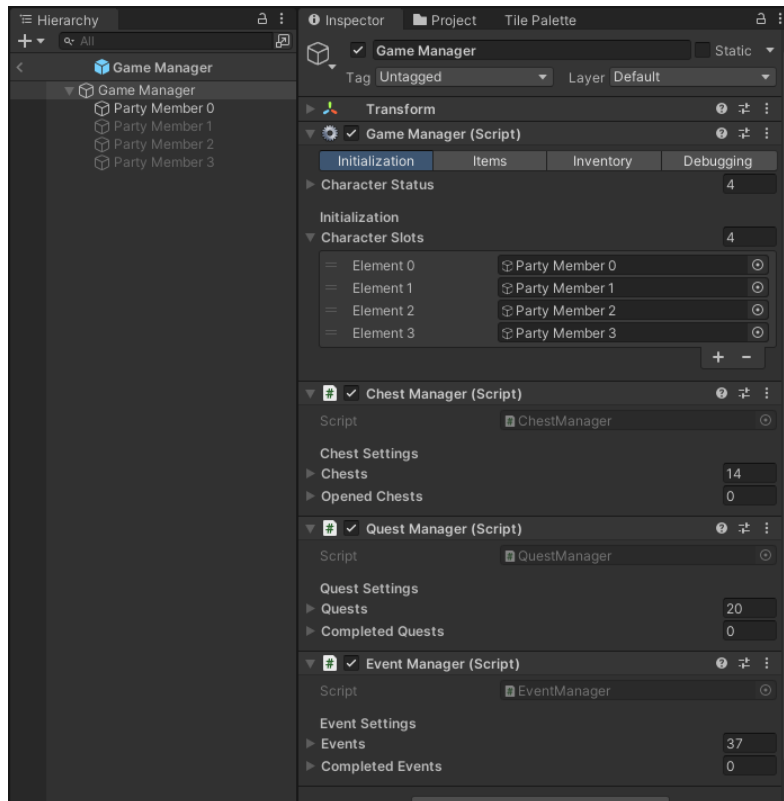 Hierarchy
All
Game Manager
Game Manager
Party Member 0
Party Member 1
Party Member 2
Party Member 3
Inspector Project Tile Palette
Game Manager Static
Tag Untagged Layer Default
Transform
Game Manager (Script)
Initialization Items Inventory Debugging
Character Status 4
Initialization
Character Slots 4
Element 0 Party Member 0
Element 1 Party Member 1
Element 2 Party Member 2
Element 3 Party Member 3
Chest Manager (Script)
Script ChestManager
Chest Settings
Chests 14
Opened Chests 0
Quest Manager (Script)
Script QuestManager
Quest Settings
Quests 20
Completed Quests 0
Event Manager (Script)
Script EventManager
Event Settings
Events 37
Completed Events 0